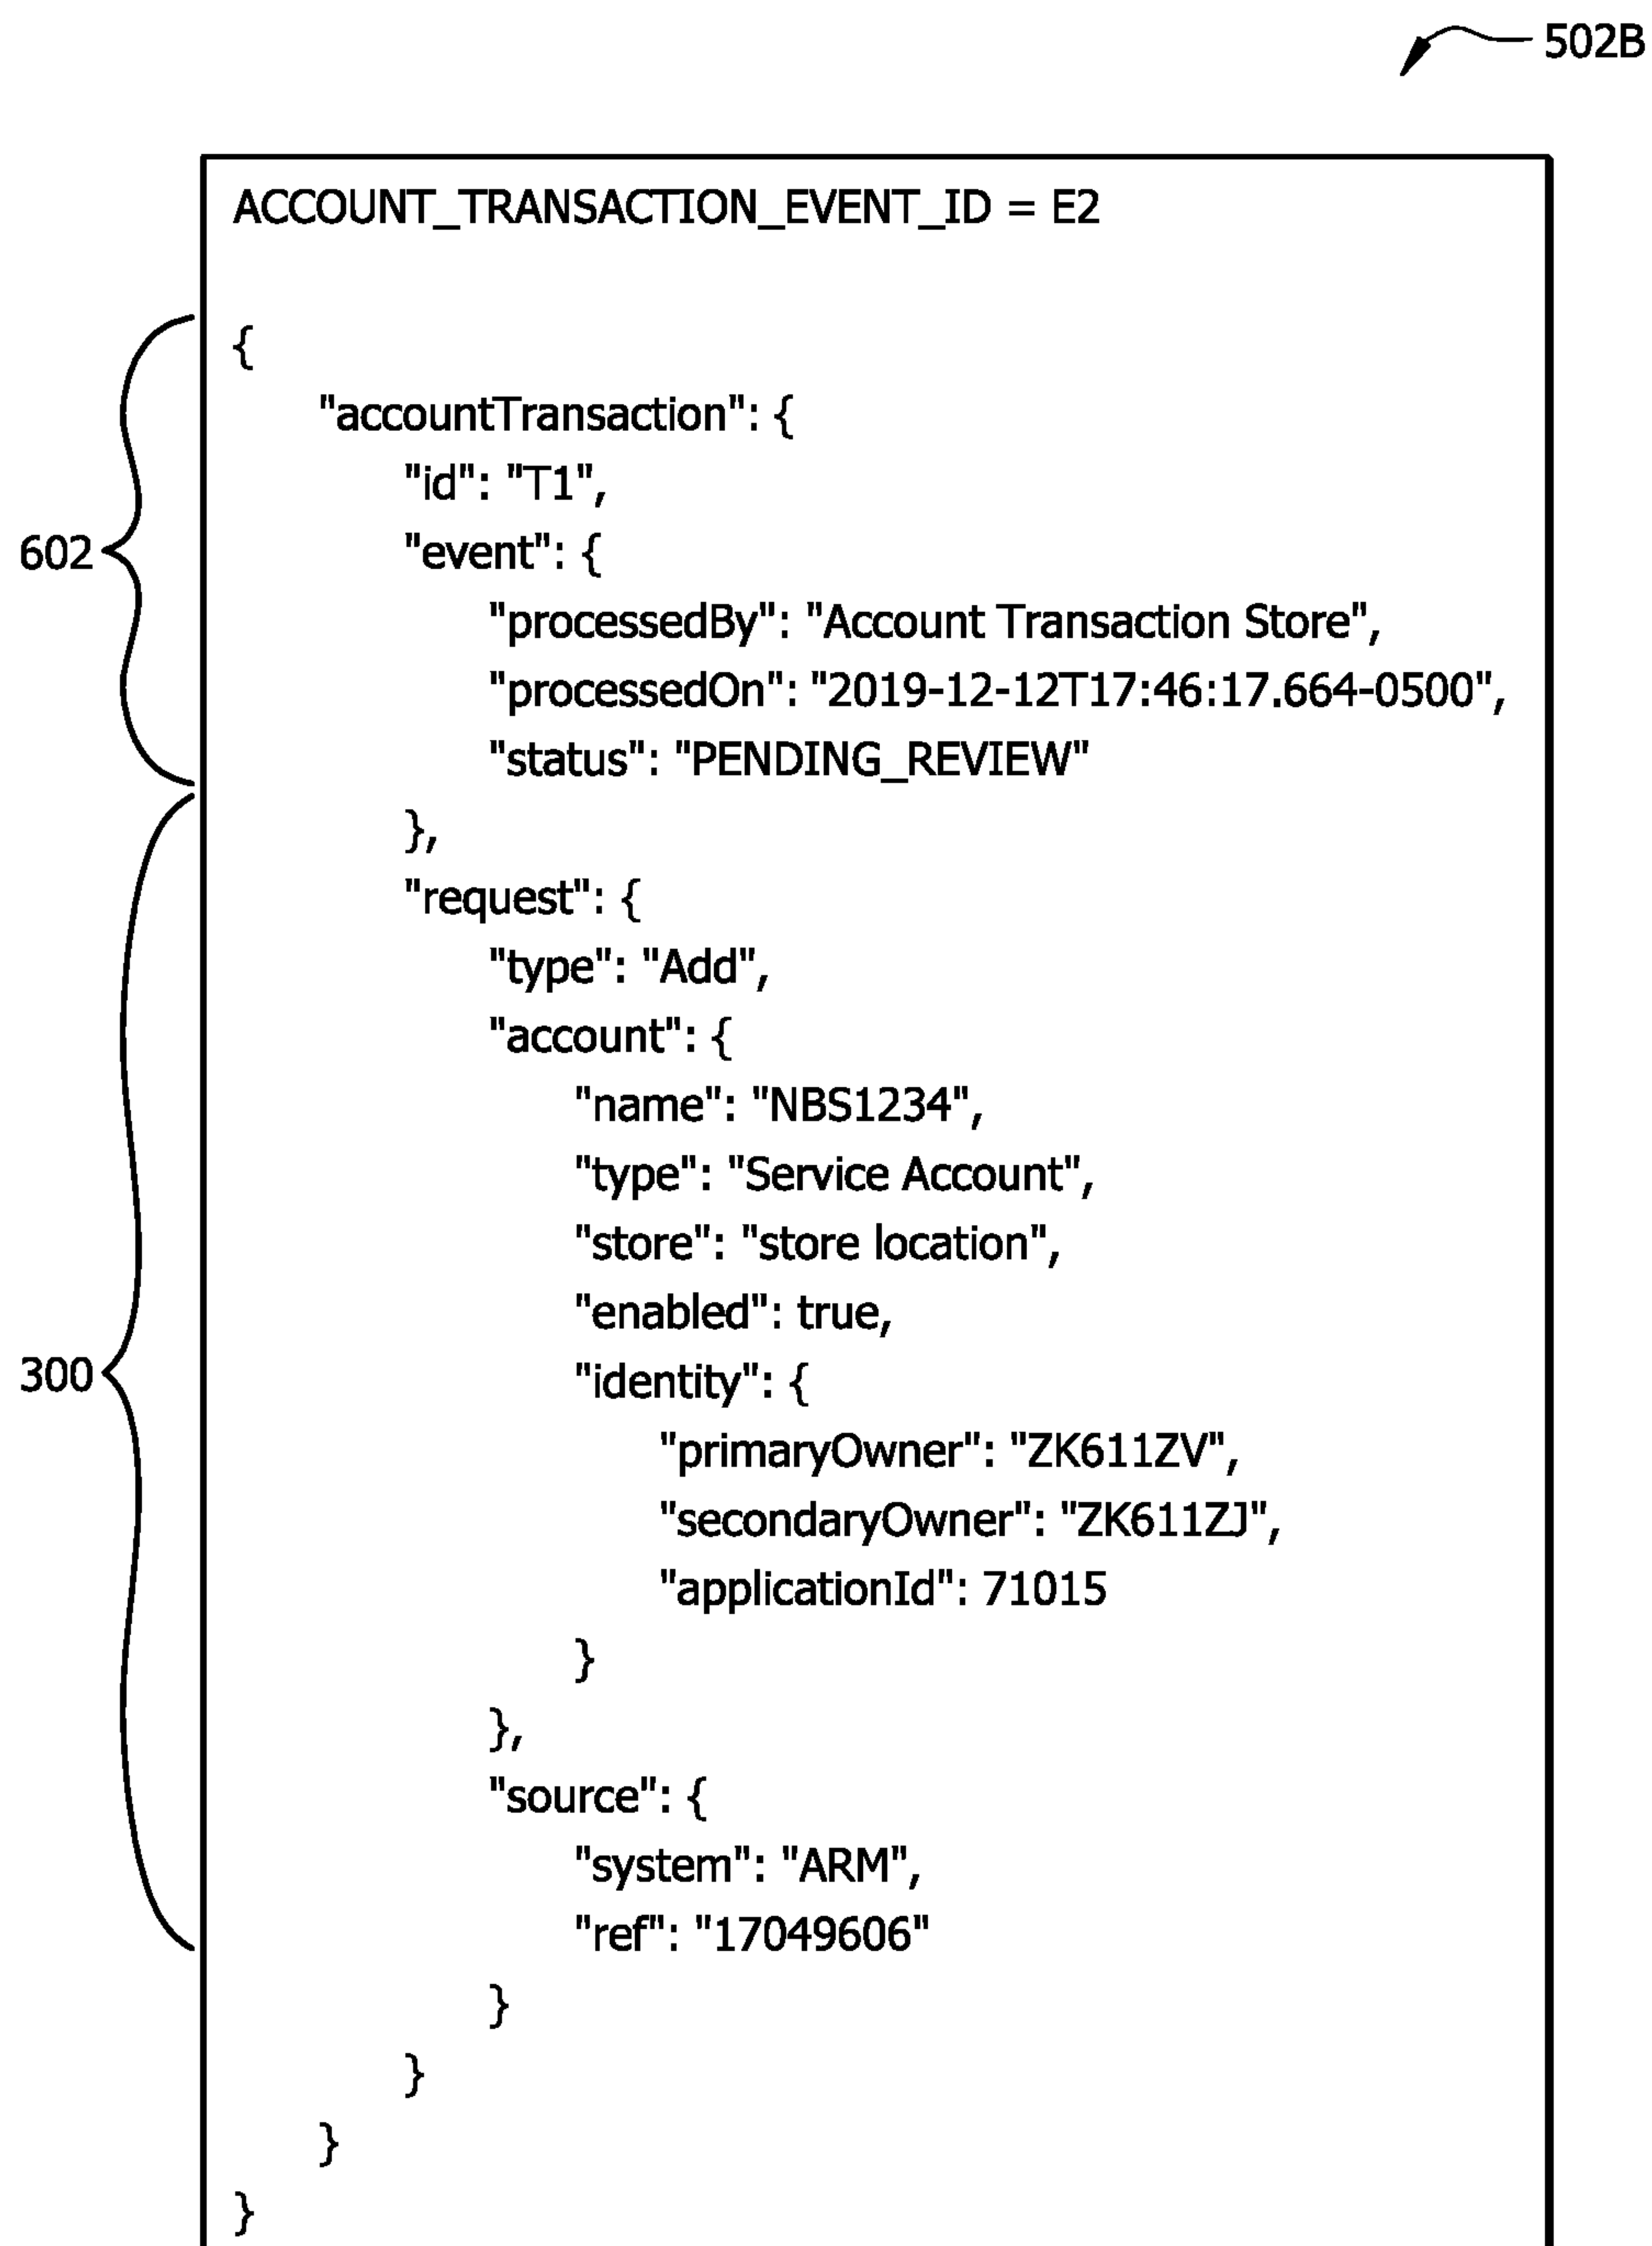 502B
ACCOUNT_TRANSACTION_EVENT_ID = E2
{
"accountTransaction": {
"id": "T1",
"event": {
602
"processedBy": "Account Transaction Store",
"processedOn": "2019-12-12T17:46:17.664-0500",
"status": "PENDING_REVIEW"
},
"request": {
"type": "Add",
"account": {
"name": "NBS1234",
"type": "Service Account",
"store": "store location",
"enabled": true,
"identity": {
300
"primaryOwner": "ZK611ZV",
"secondaryOwner": "ZK611ZJ",
"applicationId": 71015
}
},
"source": {
"system": "ARM",
"ref": "17049606"
}
}
}
}